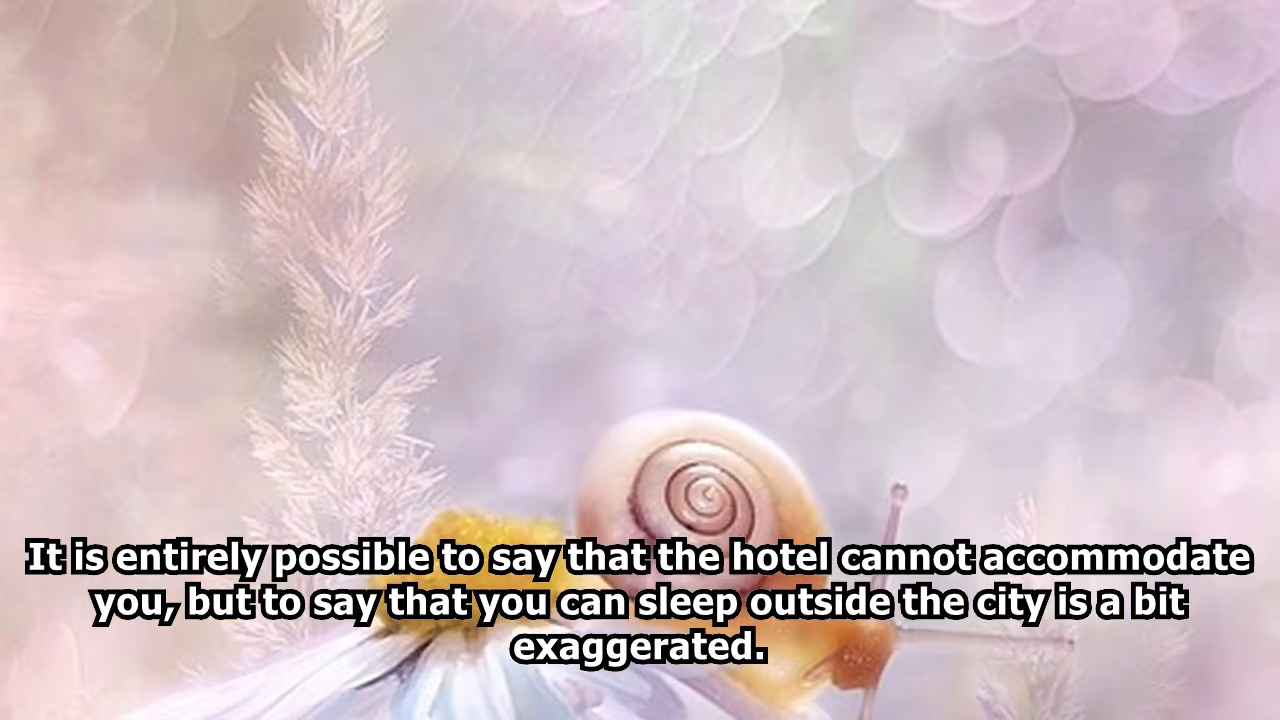 It is entirely possible to say that the hotel cannot accommodate
you, but to say that you can sleep outside the city is a bit
exaggerated.